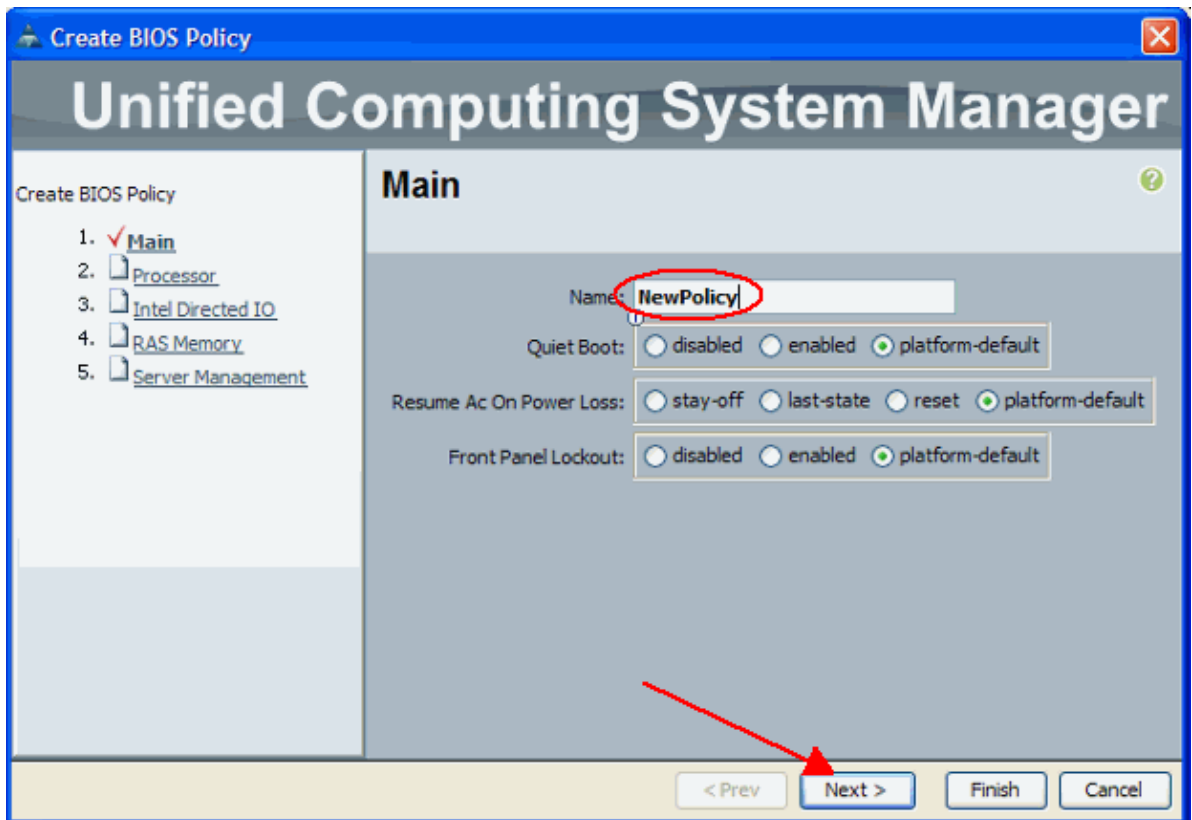 Create BIOS Policy
Unified Computing System Manager
Create BIOS Policy
1. Main
2. Processor
3. Intel Directed IO
4. RAS Memory
5. Server Management
Main
?
Name: NewPolicy
Quiet Boot: disabled enabled platform-default
Resume Ac On Power Loss: stay-off last-state reset platform-default
Front Panel Lockout: disabled enabled platform-default
< Prev Next > Finish Cancel